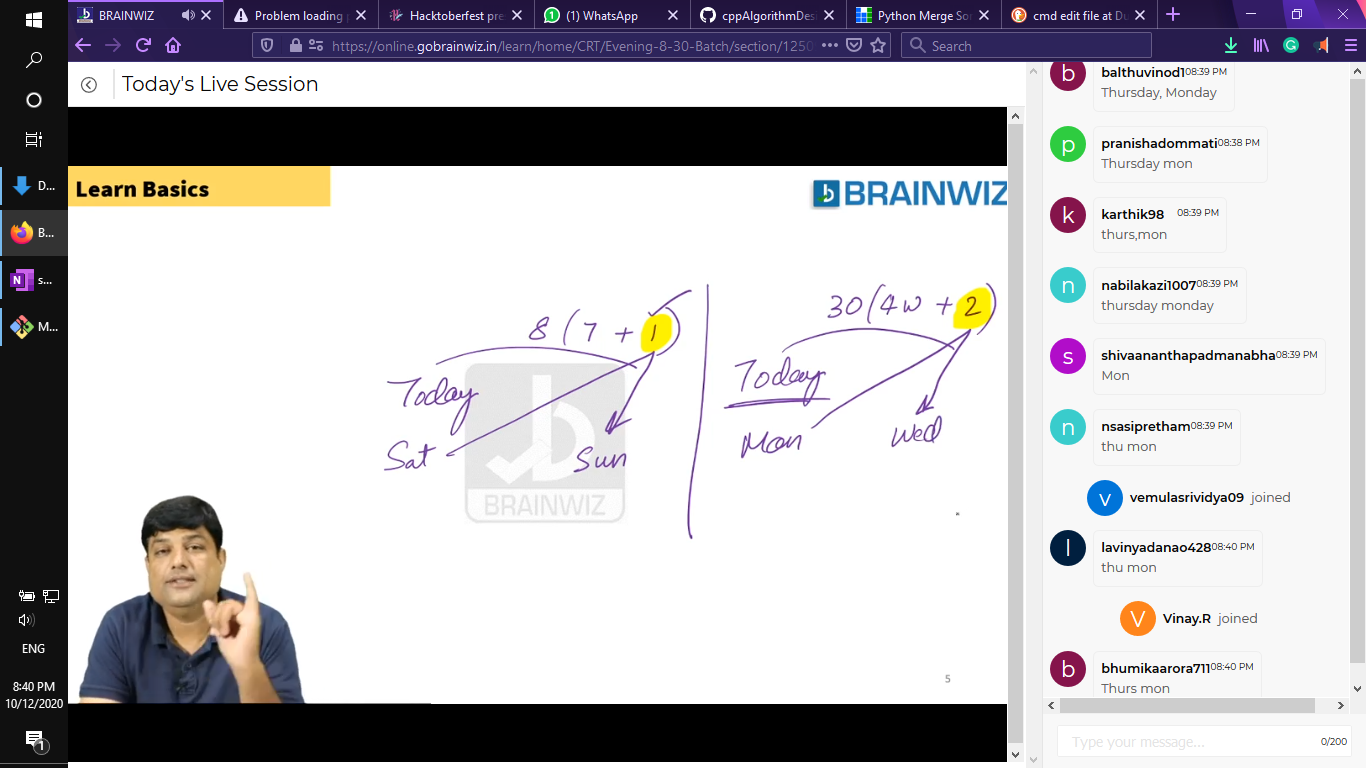 BRAINWIZ
Problem loading p
Hacktoberfest pre
(1) WhatsApp
cppAlgorithmDes
Python Merge Sor
cmd edit file at Du
https://online.gobrainwiz.in/learn/home/CRT/Evening-8-30-Batch/section/1250
Search
Today's Live Session
Learn Basics
BRAINWIZ
8 (7 + 1)
30 (4w + 2)
Today
Today
Sat
Sun
Mon
Wed
BRAINWIZ
5
D...
B...
s...
M...
ENG
8:40 PM
10/12/2020
1
b
balthuvinod1 08:39 PM
Thursday, Monday
p
pranishadommati 08:38 PM
Thursday mon
k
karthik98 08:39 PM
thurs,mon
n
nabilakazi1007 08:39 PM
thursday monday
s
shivaananthapadmanabha 08:39 PM
Mon
n
nsasipretham 08:39 PM
thu mon
v
vemulasrividya09 joined
l
lavinyadanao428 08:40 PM
thu mon
V
Vinay.R joined
b
bhumikaarora711 08:40 PM
Thurs mon
Type your message...
0/200